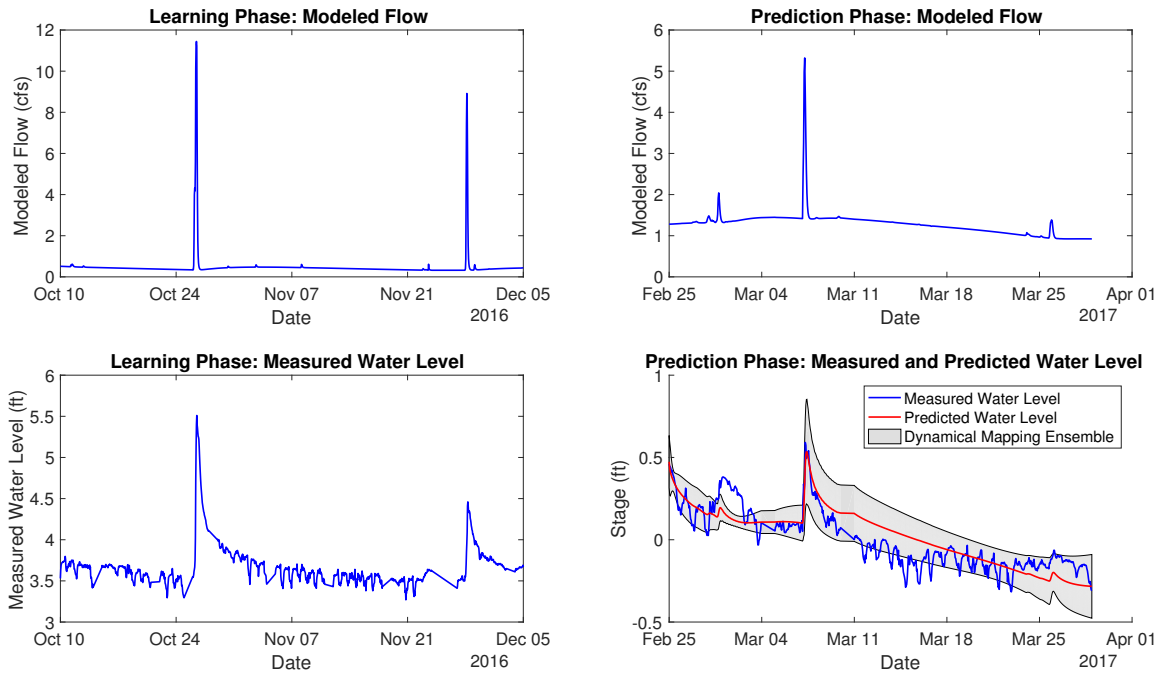 Learning Phase: Modeled Flow
Modeled Flow (cfs)
12
10
8
6
4
2
0
Oct 10
Oct 24
Nov 07
Nov 21
Dec 05
Date
2016
Prediction Phase: Modeled Flow
Modeled Flow (cfs)
6
5
4
3
2
1
0
Feb 25
Mar 04
Mar 11
Mar 18
Mar 25
Apr 01
Date
2017
Learning Phase: Measured Water Level
Measured Water Level (ft)
6
5.5
5
4.5
4
3.5
3
Oct 10
Oct 24
Nov 07
Nov 21
Dec 05
Date
2016
Prediction Phase: Measured and Predicted Water Level
Stage (ft)
1
0.5
0
-0.5
Measured Water Level
Predicted Water Level
Dynamical Mapping Ensemble
Feb 25
Mar 04
Mar 11
Mar 18
Mar 25
Apr 01
Date
2017